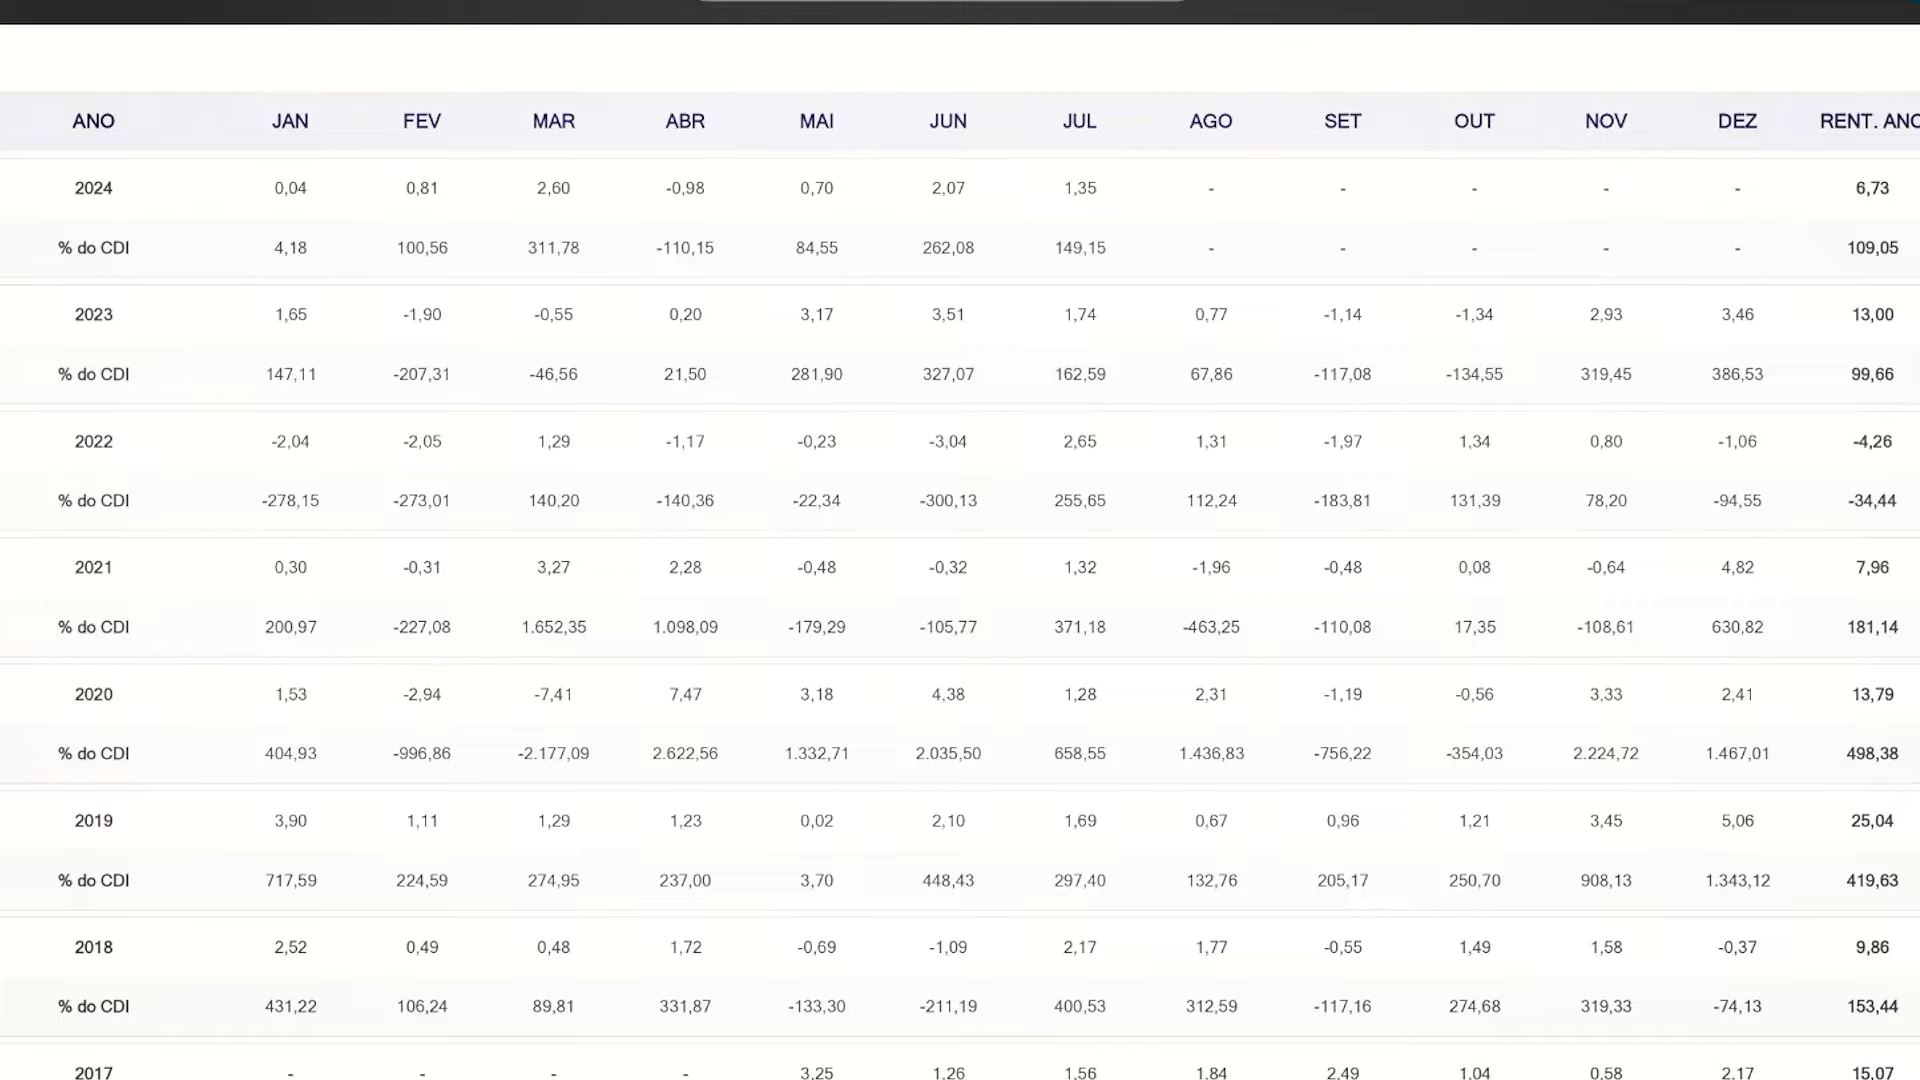 ANO JAN FEV MAR ABR MAI JUN JUL AGO SET OUT NOV DEZ RENT. ANO
2024 0,04 0,81 2,60 -0,98 0,70 2,07 1,35 - - - - - 6,73
% do CDI 4,18 100,56 311,78 -110,15 84,55 262,08 149,15 - - - - - 109,05
2023 1,65 -1,90 -0,55 0,20 3,17 3,51 1,74 0,77 -1,14 -1,34 2,93 3,46 13,00
% do CDI 147,11 -207,31 -46,56 21,50 281,90 327,07 162,59 67,86 -117,08 -134,55 319,45 386,53 99,66
2022 -2,04 -2,05 1,29 -1,17 -0,23 -3,04 2,65 1,31 -1,97 1,34 0,80 -1,06 -4,26
% do CDI -278,15 -273,01 140,20 -140,36 -22,34 -300,13 255,65 112,24 -183,81 131,39 78,20 -94,55 -34,44
2021 0,30 -0,31 3,27 2,28 -0,48 -0,32 1,32 -1,96 -0,48 0,08 -0,64 4,82 7,96
% do CDI 200,97 -227,08 1.652,35 1.098,09 -179,29 -105,77 371,18 -463,25 -110,08 17,35 -108,61 630,82 181,14
2020 1,53 -2,94 -7,41 7,47 3,18 4,38 1,28 2,31 -1,19 -0,56 3,33 2,41 13,79
% do CDI 404,93 -996,86 -2.177,09 2.622,56 1.332,71 2.035,50 658,55 1.436,83 -756,22 -354,03 2.224,72 1.467,01 498,38
2019 3,90 1,11 1,29 1,23 0,02 2,10 1,69 0,67 0,96 1,21 3,45 5,06 25,04
% do CDI 717,59 224,59 274,95 237,00 3,70 448,43 297,40 132,76 205,17 250,70 908,13 1.343,12 419,63
2018 2,52 0,49 0,48 1,72 -0,69 -1,09 2,17 1,77 -0,55 1,49 1,58 -0,37 9,86
% do CDI 431,22 106,24 89,81 331,87 -133,30 -211,19 400,53 312,59 -117,16 274,68 319,33 -74,13 153,44
2017 - - - - 3,25 1,26 1,56 1,84 2,49 1,04 0,58 2,17 15,07